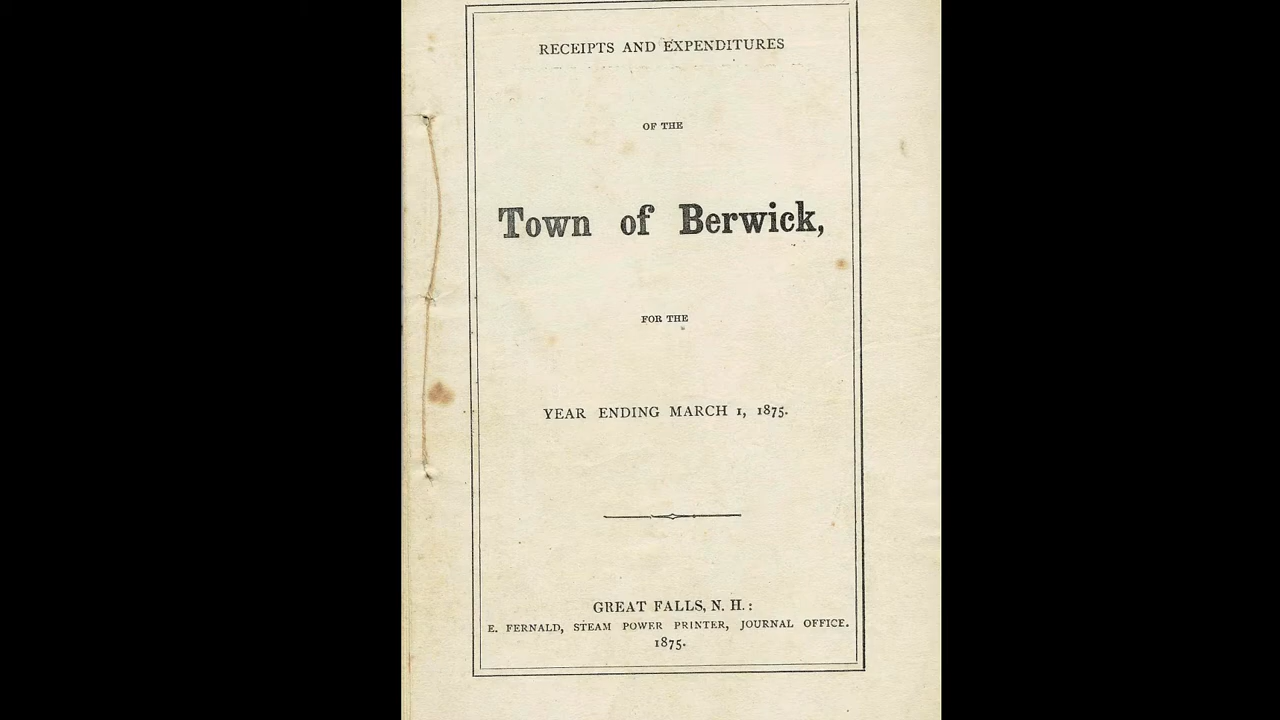 RECEIPTS AND EXPENDITURES
OF THE
Town of Berwick,
FOR THE
YEAR ENDING MARCH 1, 1875.
GREAT FALLS, N. H.:
E. FERNALD, STEAM POWER PRINTER, JOURNAL OFFICE.
1875.